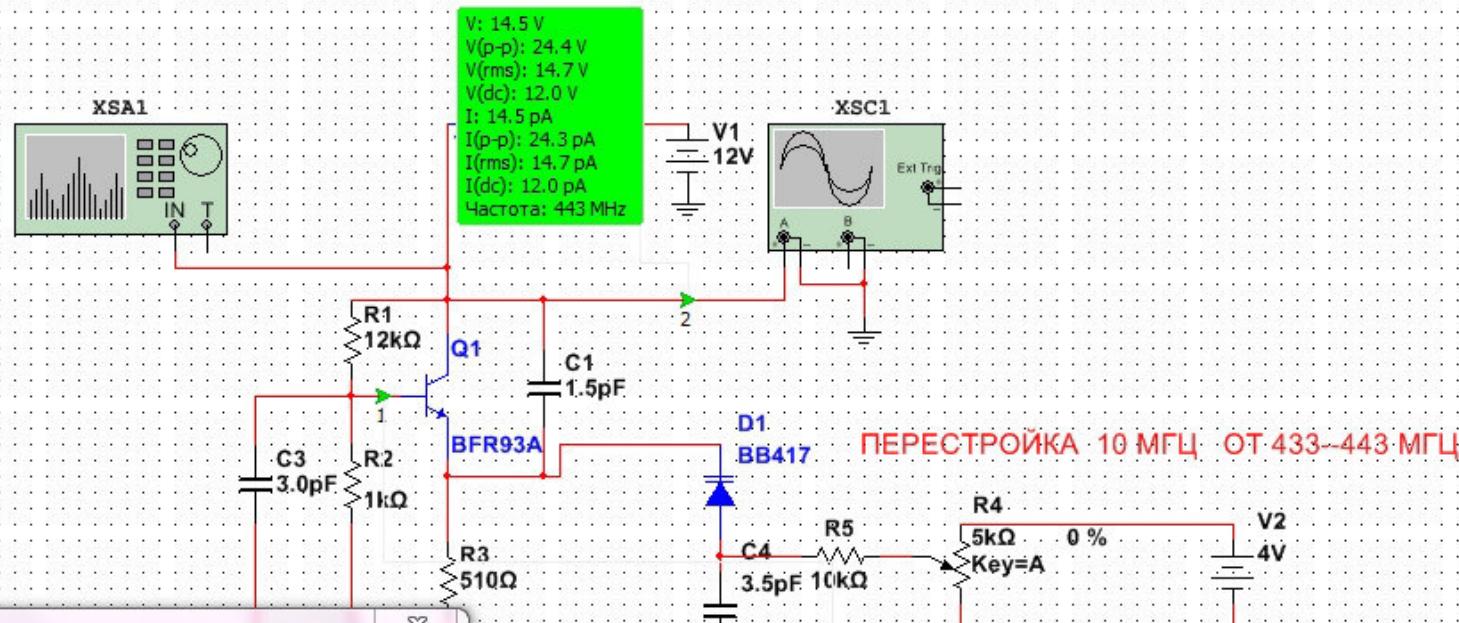 V: 14.5 V
V(p-p): 24.4 V
V(rms): 14.7 V
V(dc): 12.0 V
I: 14.5 pA
I(p-p): 24.3 pA
I(rms): 14.7 pA
I(dc): 12.0 pA
Частота: 443 MHz
XSA1
IN T
V1
12V
XSC1
Ext Trig
A
B
2
R1
12kΩ
Q1
C1
1.5pF
1
BFR93A
D1
BB417
ПЕРЕСТРОЙКА 10 МГЦ ОТ 433--443 МГЦ
C3
3.0pF
R2
1kΩ
R3
510Ω
C4
3.5pF
R5
10kΩ
R4
5kΩ
0 %
Key=A
V2
4V